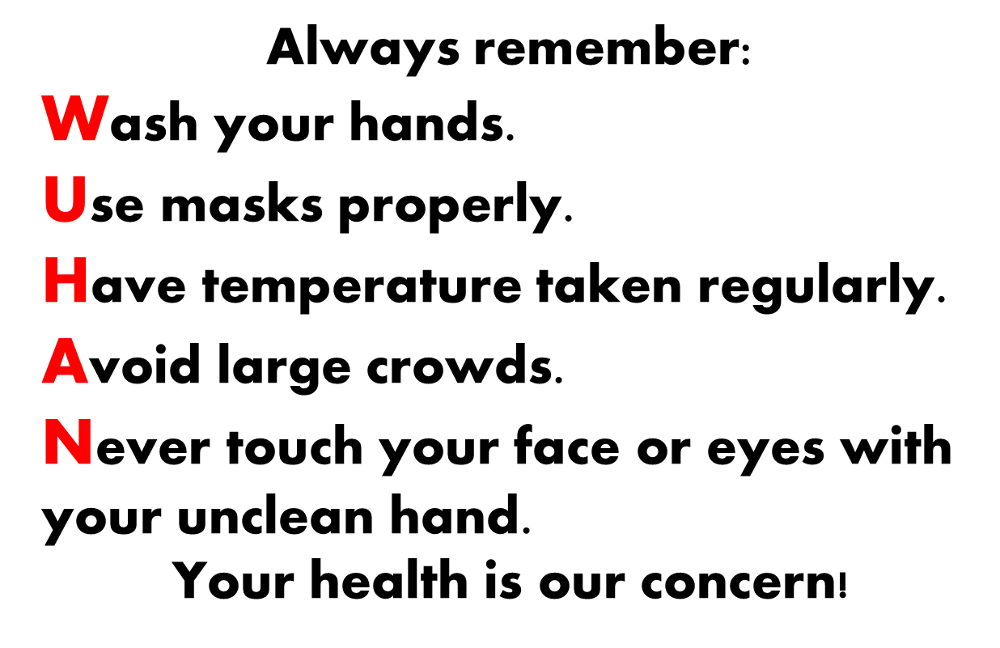 Always remember:
Wash your hands.
Use masks properly.
Have temperature taken regularly.
Avoid large crowds.
Never touch your face or eyes with
your unclean hand.
Your health is our concern!